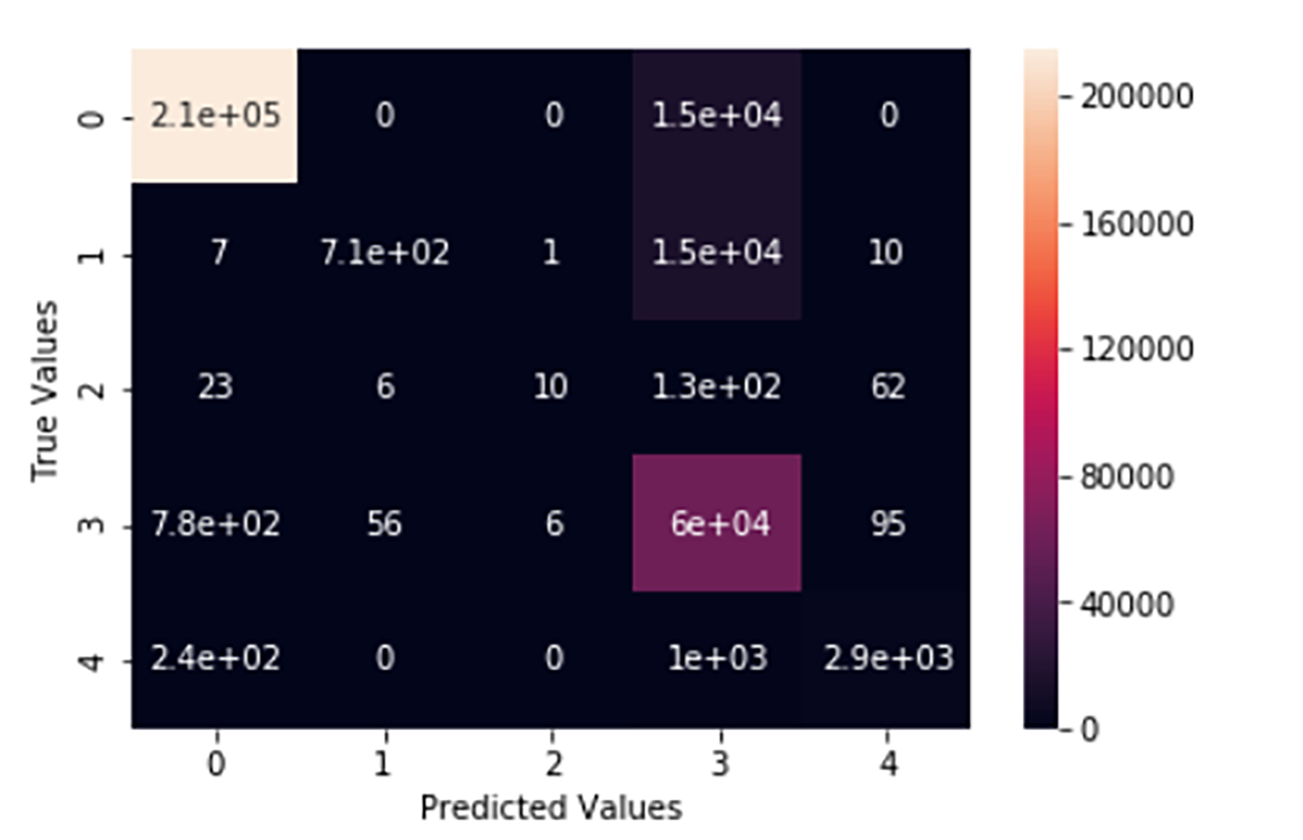 0 2.1e+05 0 0 1.5e+04 0
1 7 7.1e+02 1 1.5e+04 10
2 23 6 10 1.3e+02 62
3 7.8e+02 56 6 6e+04 95
4 2.4e+02 0 0 1e+03 2.9e+03
0 1 2 3 4
Predicted Values
True Values
200000
160000
120000
80000
40000
0